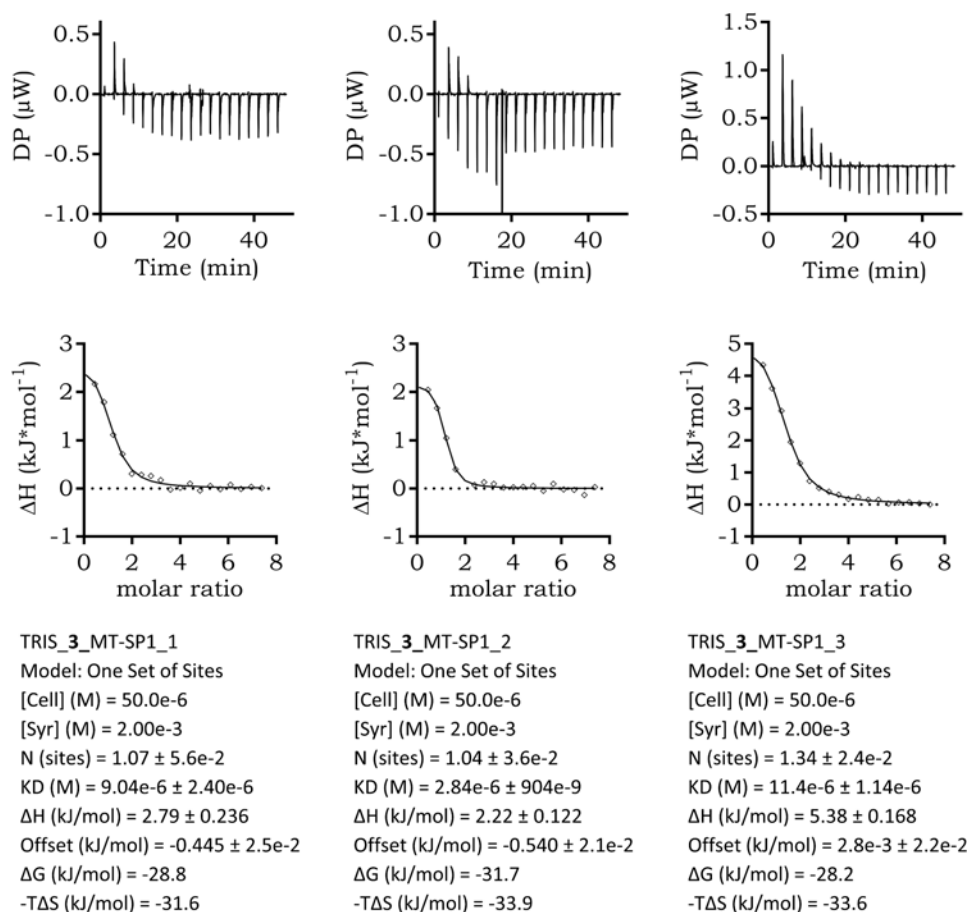 0.5
0.0
-0.5
-1.0
DP (µW)
0 20 40
Time (min)
0.5
0.0
-0.5
-1.0
DP (µW)
0 20 40
Time (min)
1.5
1.0
0.5
0.0
-0.5
DP (µW)
0 20 40
Time (min)
3
2
1
0
-1
ΔH (kJ*mol⁻¹)
0 2 4 6 8
molar ratio
3
2
1
0
-1
ΔH (kJ*mol⁻¹)
0 2 4 6 8
molar ratio
5
4
3
2
1
0
-1
ΔH (kJ*mol⁻¹)
0 2 4 6 8
molar ratio
TRIS_3_MT-SP1_1
Model: One Set of Sites
[Cell] (M) = 50.0e-6
[Syr] (M) = 2.00e-3
N (sites) = 1.07 ± 5.6e-2
KD (M) = 9.04e-6 ± 2.40e-6
ΔH (kJ/mol) = 2.79 ± 0.236
Offset (kJ/mol) = -0.445 ± 2.5e-2
ΔG (kJ/mol) = -28.8
-TΔS (kJ/mol) = -31.6
TRIS_3_MT-SP1_2
Model: One Set of Sites
[Cell] (M) = 50.0e-6
[Syr] (M) = 2.00e-3
N (sites) = 1.04 ± 3.6e-2
KD (M) = 2.84e-6 ± 904e-9
ΔH (kJ/mol) = 2.22 ± 0.122
Offset (kJ/mol) = -0.540 ± 2.1e-2
ΔG (kJ/mol) = -31.7
-TΔS (kJ/mol) = -33.9
TRIS_3_MT-SP1_3
Model: One Set of Sites
[Cell] (M) = 50.0e-6
[Syr] (M) = 2.00e-3
N (sites) = 1.34 ± 2.4e-2
KD (M) = 11.4e-6 ± 1.14e-6
ΔH (kJ/mol) = 5.38 ± 0.168
Offset (kJ/mol) = 2.8e-3 ± 2.2e-2
ΔG (kJ/mol) = -28.2
-TΔS (kJ/mol) = -33.6